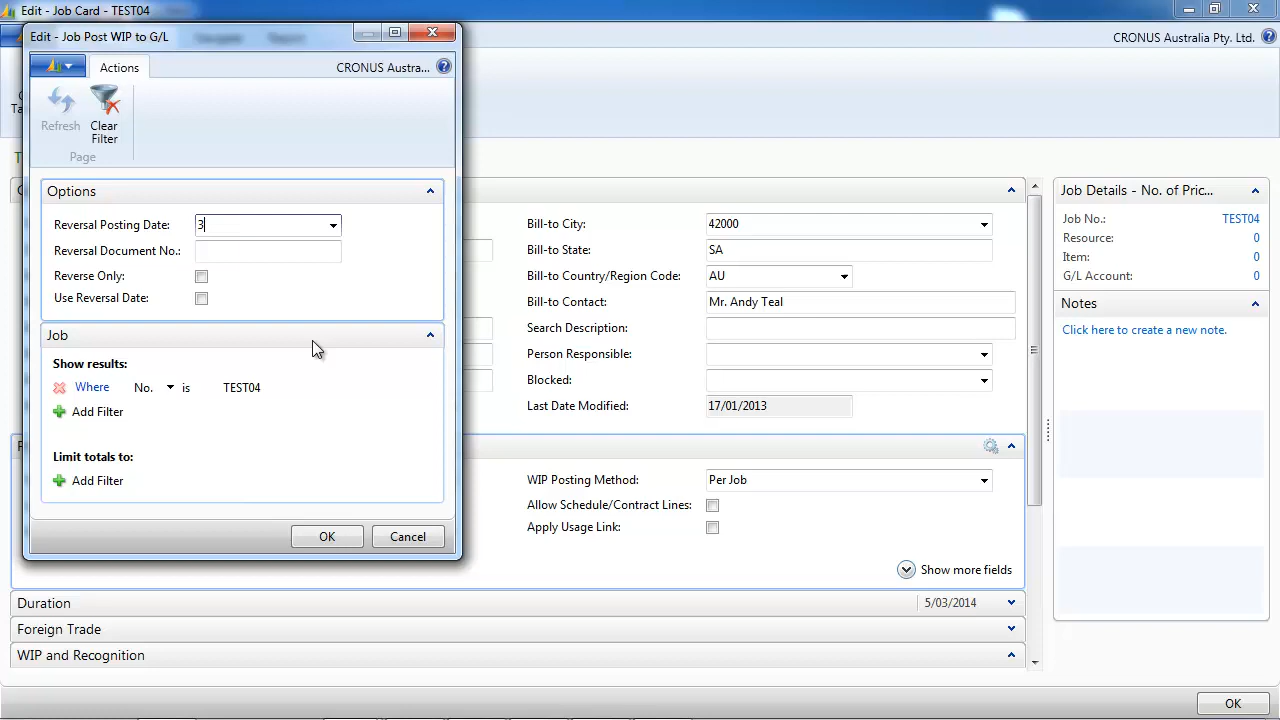 Edit - Job Card - TEST04
Edit - Job Post WIP to G/L
Navigate
Report
CRONUS Australia Pty. Ltd.
Actions
CRONUS Austra...
Refresh
Clear
Filter
Page
Options
Reversal Posting Date: 3
Reversal Document No.:
Reverse Only:
Use Reversal Date:
Job
Show results:
Where No. is TEST04
Add Filter
Limit totals to:
Add Filter
OK
Cancel
Bill-to City: 42000
Bill-to State: SA
Bill-to Country/Region Code: AU
Bill-to Contact: Mr. Andy Teal
Search Description:
Person Responsible:
Blocked:
Last Date Modified: 17/01/2013
WIP Posting Method: Per Job
Allow Schedule/Contract Lines:
Apply Usage Link:
Show more fields
Duration 5/03/2014
Foreign Trade
WIP and Recognition
Job Details - No. of Pric...
Job No.: TEST04
Resource: 0
Item: 0
G/L Account: 0
Notes
Click here to create a new note.
OK